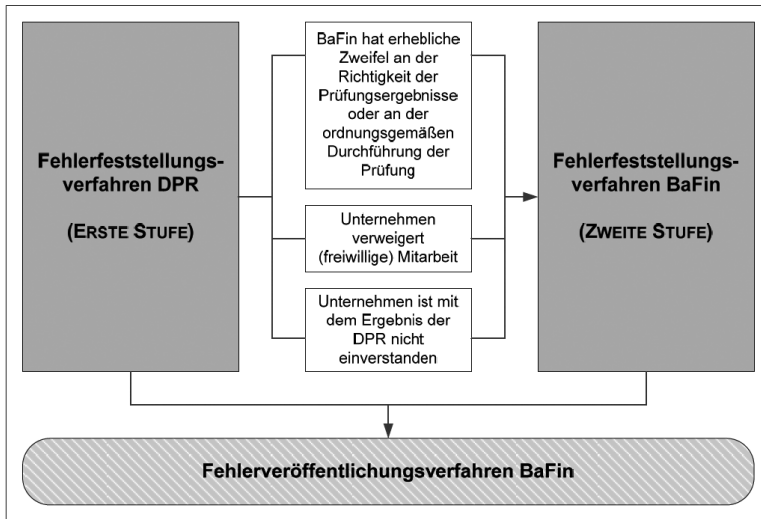 Fehlerfeststellungs-
verfahren DPR
(ERSTE STUFE)
BaFin hat erhebliche
Zweifel an der
Richtigkeit der
Prüfungsergebnisse
oder an der
ordnungsgemäßen
Durchführung der
Prüfung
Unternehmen
verweigert
(freiwillige) Mitarbeit
Unternehmen ist mit
dem Ergebnis der
DPR nicht
einverstanden
Fehlerfeststellungs-
verfahren BaFin
(ZWEITE STUFE)
Fehlerveröffentlichungsverfahren BaFin